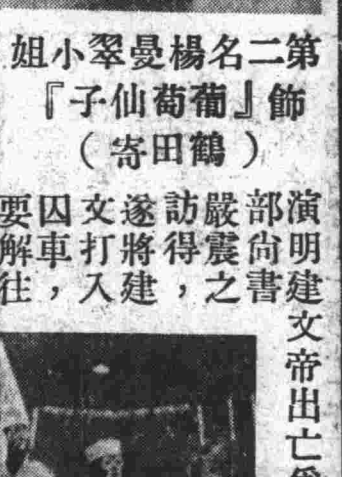 第二名楊曼翠小姐
飾『葡萄仙子』
（鶴田寄）
演明建文帝出亡
部尙書
嚴震之
訪得，
遂將建
文打入
囚車，
要解往